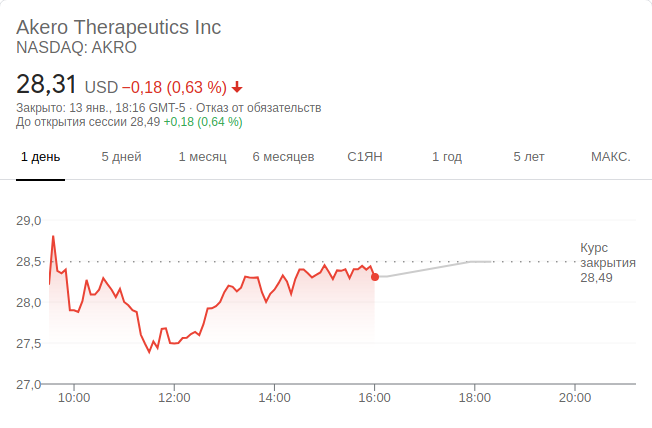 Akero Therapeutics Inc
NASDAQ: AKRO
28,31 USD −0,18 (0,63 %)
Закрыто: 13 янв., 18:16 GMT-5 · Отказ от обязательств
До открытия сессии 28,49 +0,18 (0,64 %)
1 день 5 дней 1 месяц 6 месяцев С1ЯН 1 год 5 лет МАКС.
29,0
28,5
28,0
27,5
27,0
Курс
закрытия
28,49
10:00 12:00 14:00 16:00 18:00 20:00